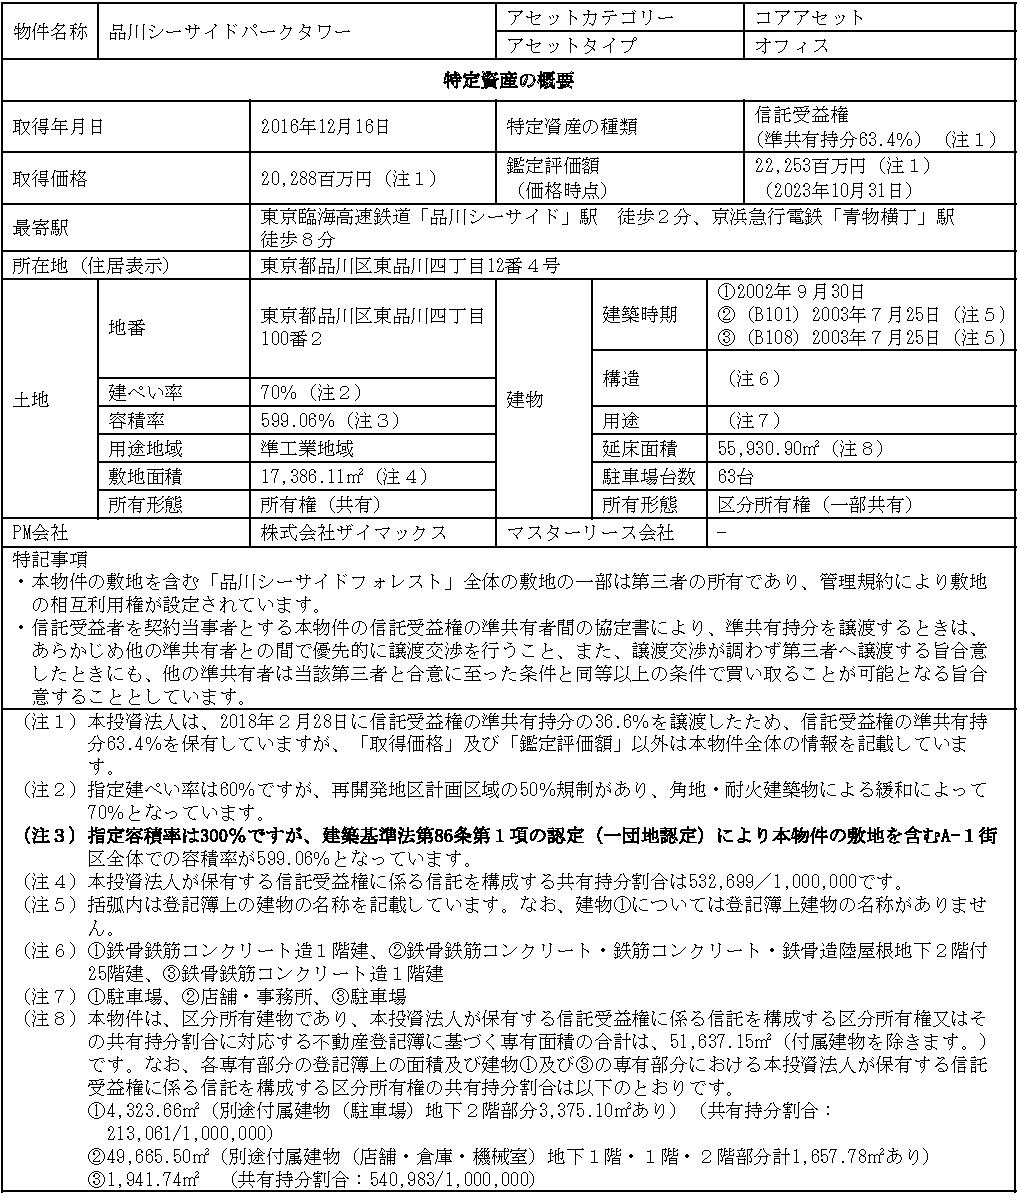 物件名称 品川シーサイドパークタワー アセットカテゴリー コアアセット
アセットタイプ オフィス
特定資産の概要
取得年月日 2016年12月16日 特定資産の種類 信託受益権
(準共有持分63.4%)（注１）
取得価格 20,288百万円（注１） 鑑定評価額
（価格時点） 22,253百万円（注１）
（2023年10月31日）
最寄駅 東京臨海高速鉄道「品川シーサイド」駅　徒歩２分、京浜急行電鉄「青物横丁」駅
徒歩８分
所在地（住居表示） 東京都品川区東品川四丁目12番４号
土地 地番 東京都品川区東品川四丁目
100番２
建ぺい率 70%（注２）
容積率 599.06%（注３）
用途地域 準工業地域
敷地面積 17,386.11㎡（注４）
所有形態 所有権（共有）
建物 建築時期 ①2002年９月30日
②（B101）2003年７月25日（注５）
③（B108）2003年７月25日（注５）
構造 （注６）
用途 （注７）
延床面積 55,930.90㎡（注８）
駐車場台数 63台
所有形態 区分所有権（一部共有）
PM会社 株式会社ザイマックス マスターリース会社 -
特記事項
・本物件の敷地を含む「品川シーサイドフォレスト」全体の敷地の一部は第三者の所有であり、管理規約により敷地
の相互利用権が設定されています。
・信託受益者を契約当事者とする本物件の信託受益権の準共有者間の協定書により、準共有持分を譲渡するときは、
あらかじめ他の準共有者との間で優先的に譲渡交渉を行うこと、また、譲渡交渉が調わず第三者へ譲渡する旨合意
したときにも、他の準共有者は当該第三者と合意に至った条件と同等以上の条件で買い取ることが可能となる旨合
意することとしています。
（注１）本投資法人は、2018年２月28日に信託受益権の準共有持分の36.6%を譲渡したため、信託受益権の準共有持
分63.4%を保有していますが、「取得価格」及び「鑑定評価額」以外は本物件全体の情報を記載していま
す。
（注２）指定建ぺい率は60%ですが、再開発地区計画区域の50%規制があり、角地・耐火建築物による緩和によって
70%となっています。
（注３）指定容積率は300%ですが、建築基準法第86条第１項の認定（一団地認定）により本物件の敷地を含むA-１街
区全体での容積率が599.06%となっています。
（注４）本投資法人が保有する信託受益権に係る信託を構成する共有持分割合は532,699／1,000,000です。
（注５）括弧内は登記簿上の建物の名称を記載しています。なお、建物①については登記簿上建物の名称がありませ
ん。
（注６）①鉄骨鉄筋コンクリート造１階建、②鉄骨鉄筋コンクリート・鉄筋コンクリート・鉄骨造陸屋根地下２階付
25階建、③鉄骨鉄筋コンクリート造１階建
（注７）①駐車場、②店舗・事務所、③駐車場
（注８）本物件は、区分所有建物であり、本投資法人が保有する信託受益権に係る信託を構成する区分所有権又はそ
の共有持分割合に対応する不動産登記簿に基づく専有面積の合計は、51,637.15㎡（付属建物を除きます。）
です。なお、各専有部分の登記簿上の面積及び建物①及び③の専有部分における本投資法人が保有する信託
受益権に係る信託を構成する区分所有権の共有持分割合は以下のとおりです。
①4,323.66㎡（別途付属建物（駐車場）地下２階部分3,375.10㎡あり）（共有持分割合：
213,061/1,000,000）
②49,665.50㎡（別途付属建物（店舗・倉庫・機械室）地下１階・１階・２階部分計1,657.78㎡あり）
③1,941.74㎡　（共有持分割合：540,983/1,000,000）